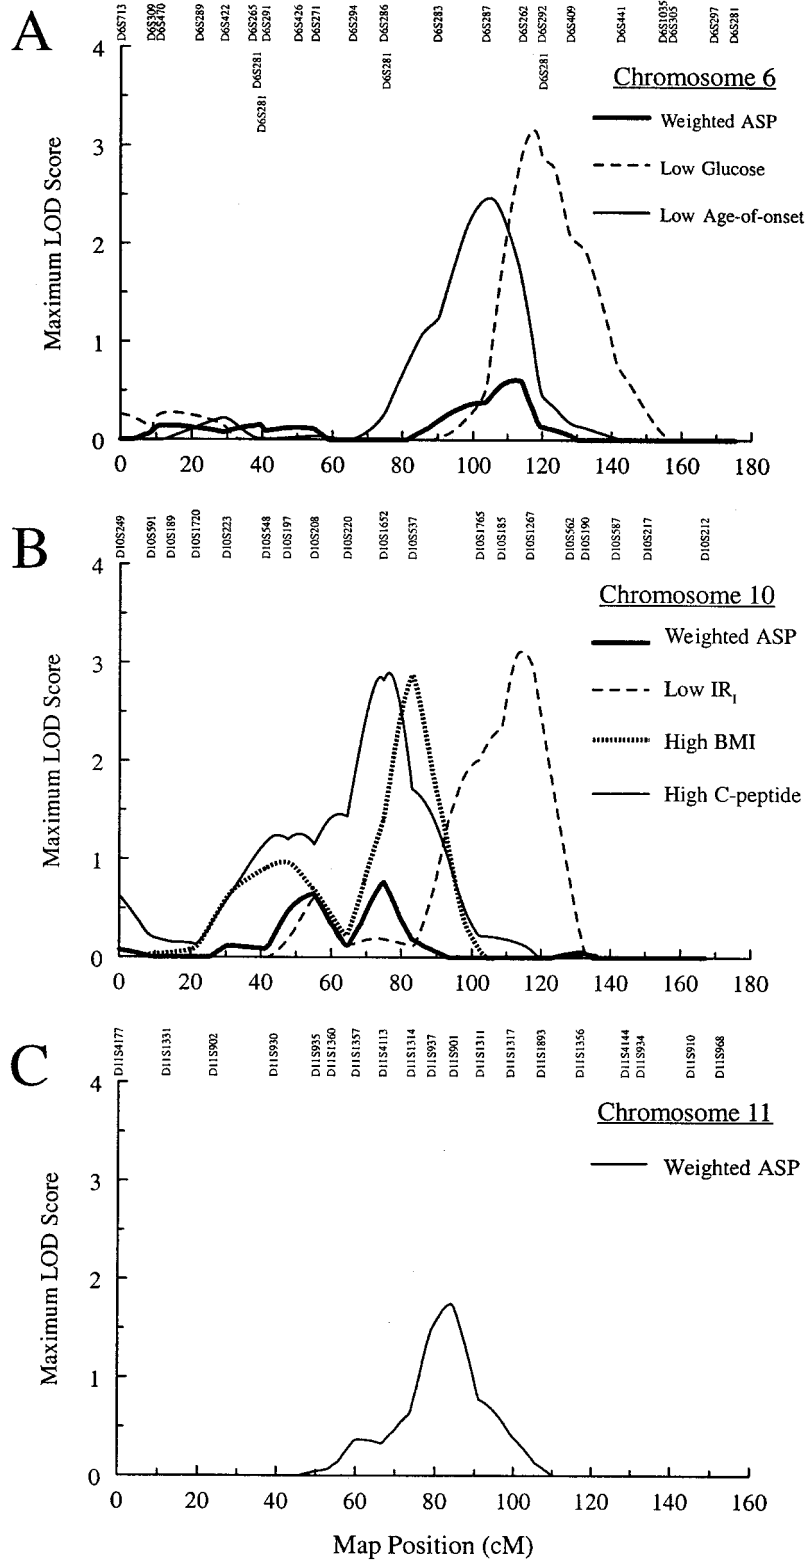 A
D6S713 D6S309 D6S470 D6S289 D6S422 D6S265 D6S291 D6S426 D6S271 D6S294 D6S286 D6S283 D6S287 D6S262 D6S292 D6S409 D6S441 D6S1035 D6S305 D6S297 D6S281
D6S281 D6S281 D6S281
D6S281
Chromosome 6
Weighted ASP
Low Glucose
Low Age-of-onset
Maximum LOD Score
4
3
2
1
0
0 20 40 60 80 100 120 140 160 180
B
D10S249 D10S591 D10S189 D10S1720 D10S223 D10S548 D10S197 D10S208 D10S220 D10S1652 D10S537 D10S1765 D10S185 D10S1267 D10S562 D10S190 D10S587 D10S217 D10S212
Chromosome 10
Weighted ASP
Low IR_I
High BMI
High C-peptide
Maximum LOD Score
4
3
2
1
0
0 20 40 60 80 100 120 140 160 180
C
D11S4177 D11S1331 D11S902 D11S930 D11S935 D11S1360 D11S1357 D11S4113 D11S1314 D11S937 D11S901 D11S1311 D11S1317 D11S1893 D11S1356 D11S4144 D11S934 D11S910 D11S968
Chromosome 11
Weighted ASP
Maximum LOD Score
4
3
2
1
0
0 20 40 60 80 100 120 140 160
Map Position (cM)